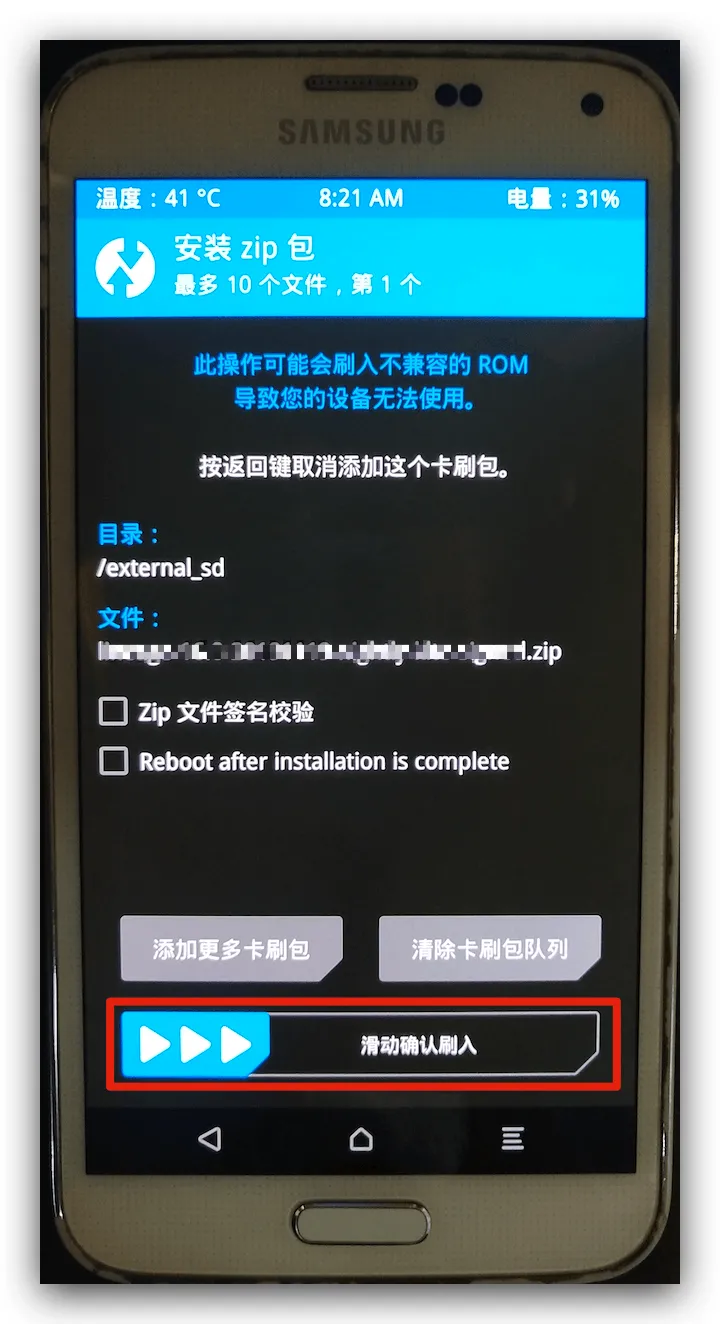 SAMSUNG
温度：41 °C 8:21 AM 电量：31%
安装 zip 包
最多 10 个文件，第 1 个
此操作可能会刷入不兼容的 ROM
导致您的设备无法使用。
按返回键取消添加这个卡刷包。
目录：
/external_sd
文件：
.zip
Zip 文件签名校验
Reboot after installation is complete
添加更多卡刷包 清除卡刷包队列
滑动确认刷入